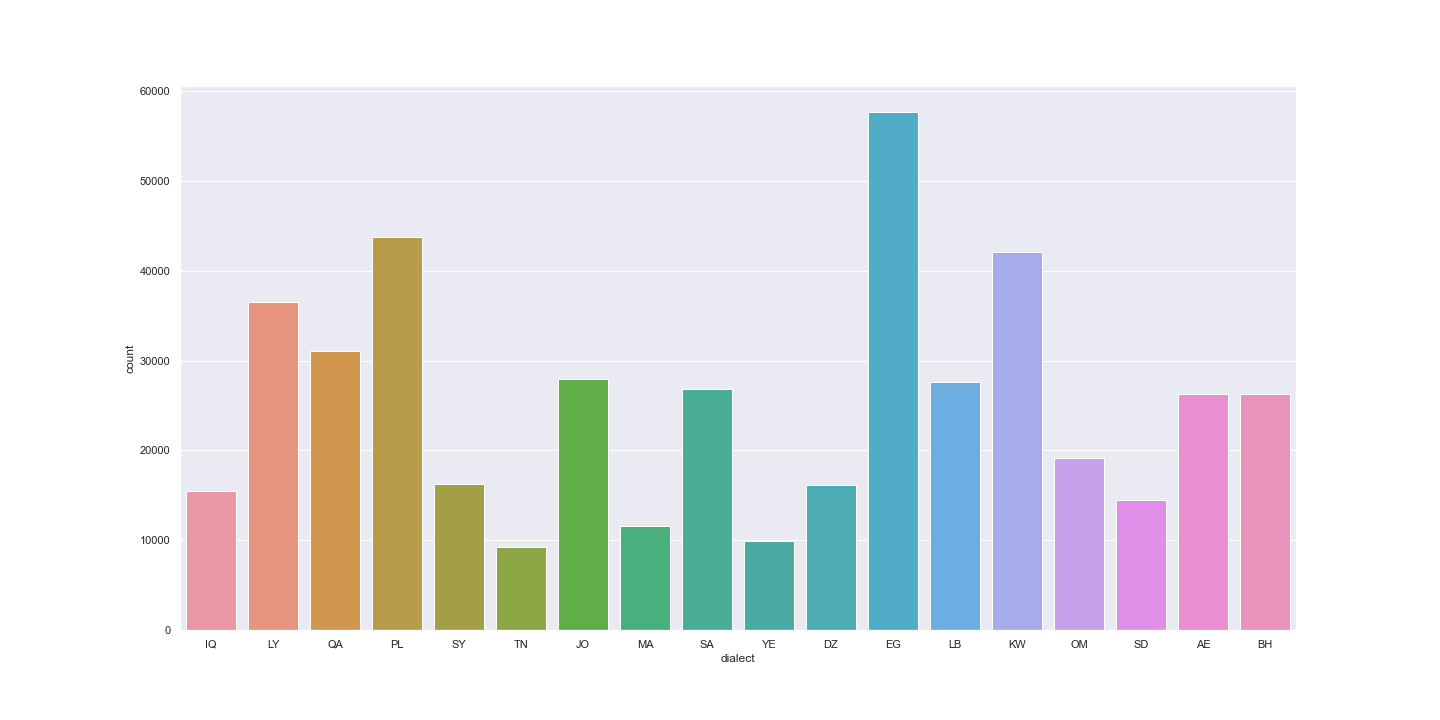 60000
50000
40000
30000
20000
10000
0
count
IQ LY QA PL SY TN JO MA SA YE DZ EG LB KW OM SD AE BH
dialect